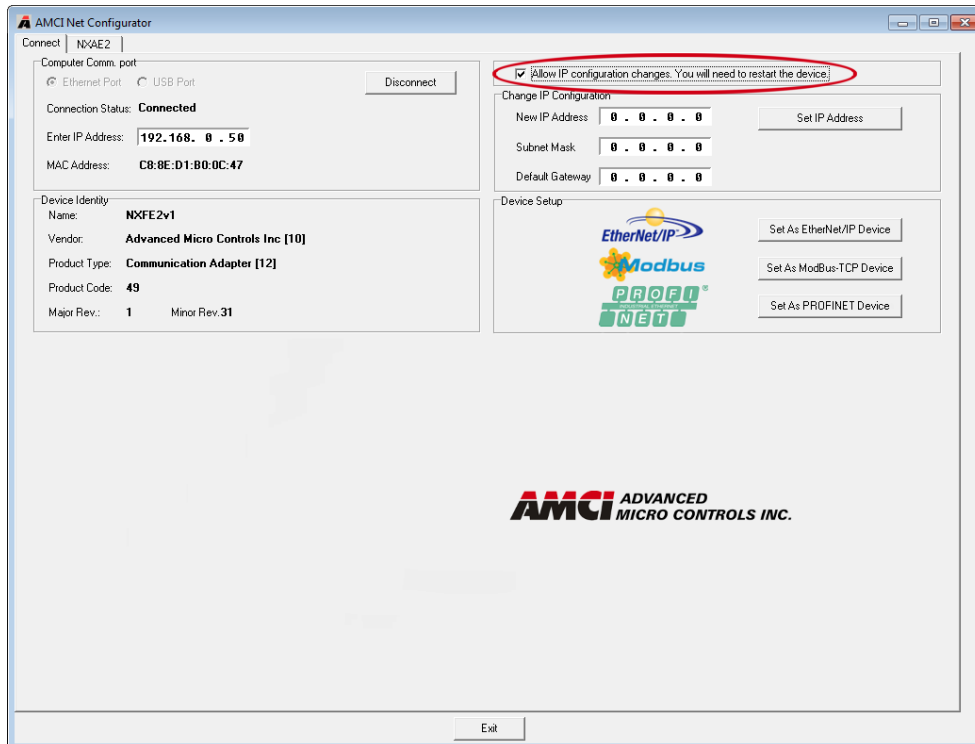 AMCI Net Configurator
Connect NXAE2
Computer Comm. port
Ethernet Port USB Port
Disconnect
Connection Status: Connected
Enter IP Address: 192.168. 0 .50
MAC Address: C8:8E:D1:B0:0C:47
Device Identity
Name: NXFE2v1
Vendor: Advanced Micro Controls Inc [10]
Product Type: Communication Adapter [12]
Product Code: 49
Major Rev.: 1 Minor Rev. 31
Allow IP configuration changes. You will need to restart the device.
Change IP Configuration
New IP Address 0 . 0 . 0 . 0
Set IP Address
Subnet Mask 0 . 0 . 0 . 0
Default Gateway 0 . 0 . 0 . 0
Device Setup
EtherNet/IP
Set As EtherNet/IP Device
Modbus
Set As ModBus-TCP Device
PROFI®
INDUSTRIAL ETHERNET
NET
Set As PROFINET Device
AMCI ADVANCED
MICRO CONTROLS INC.
Exit